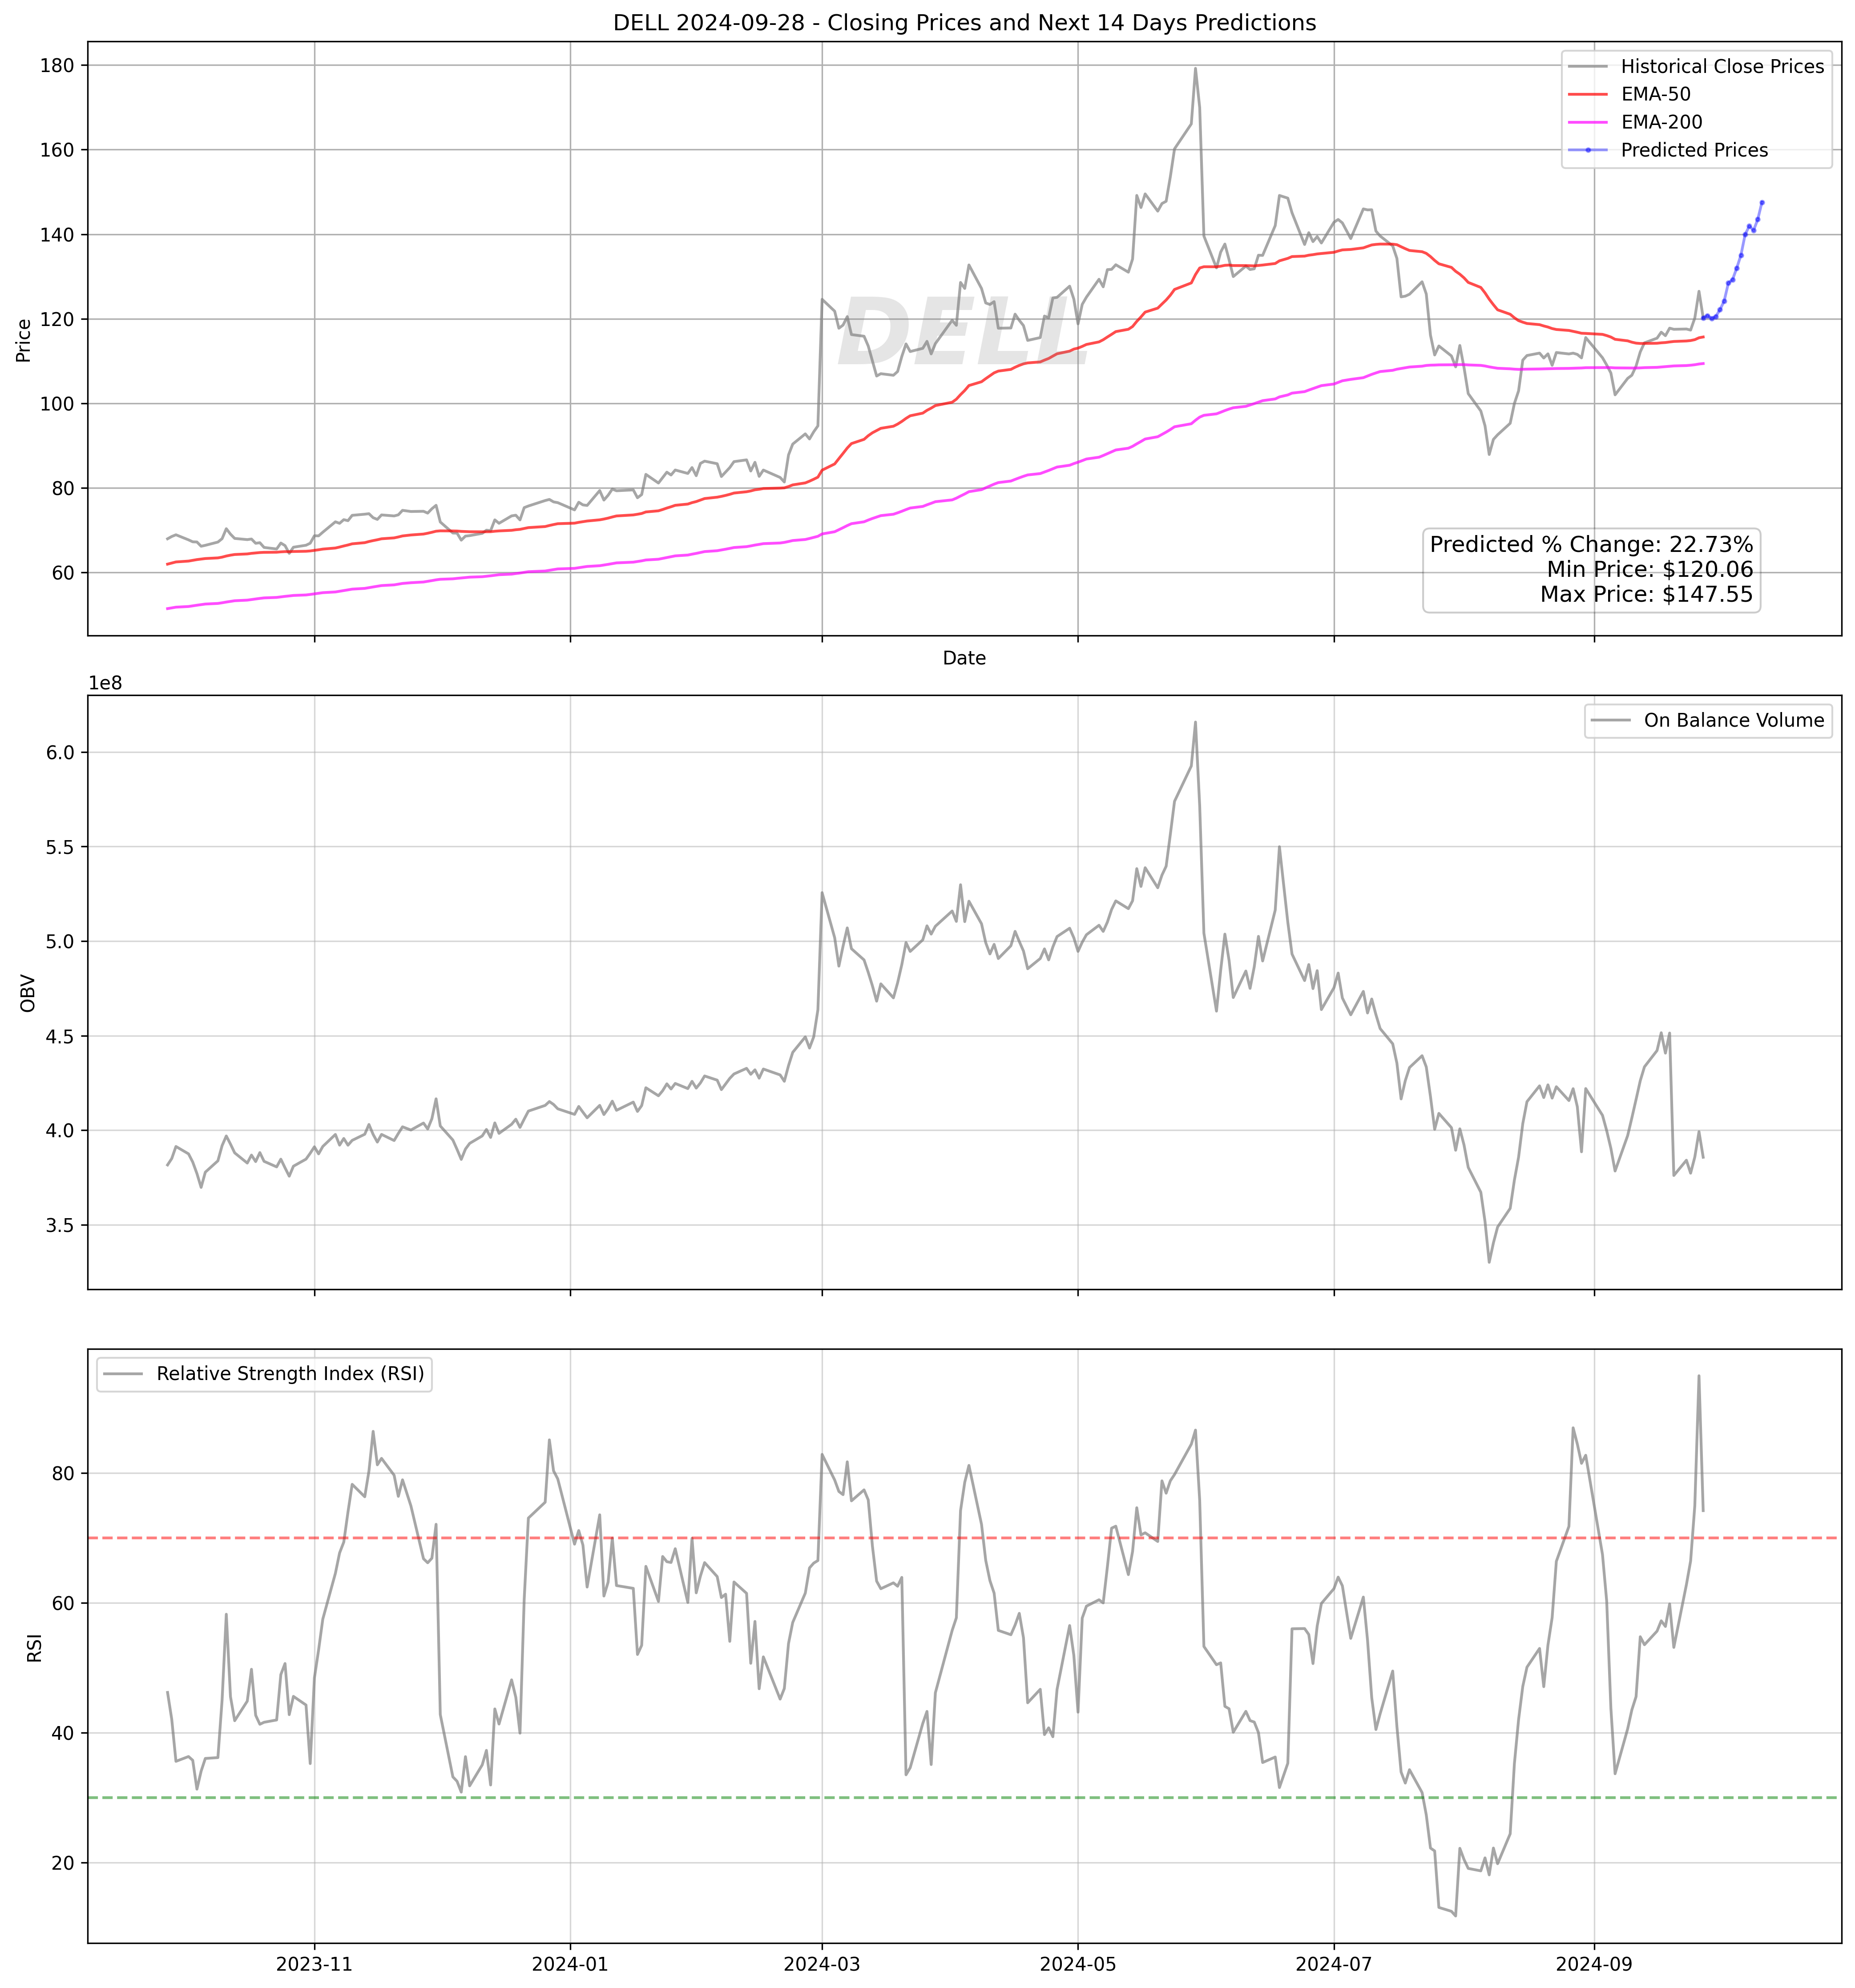 DELL 2024-09-28 - Closing Prices and Next 14 Days Predictions
180
160
140
120
100
80
60
Price
Historical Close Prices
EMA-50
EMA-200
Predicted Prices
DELL
Predicted % Change: 22.73%
Min Price: $120.06
Max Price: $147.55
Date
1e8
6.0
5.5
5.0
4.5
4.0
3.5
OBV
On Balance Volume
Relative Strength Index (RSI)
80
60
40
20
RSI
2023-11
2024-01
2024-03
2024-05
2024-07
2024-09